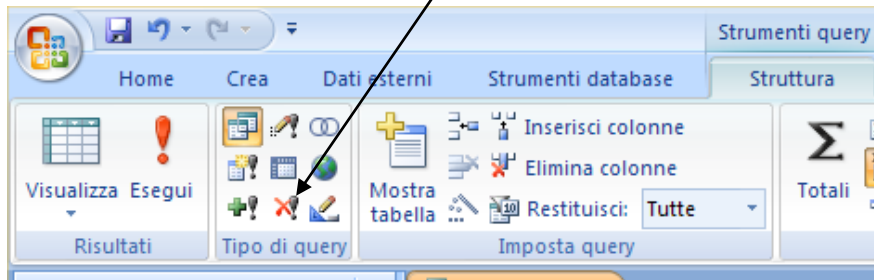 Strumenti query
Home Crea Dati esterni Strumenti database Struttura
Inserisci colonne
Elimina colonne
Visualizza Esegui Mostra tabella Restituisci: Tutte Totali
Risultati Tipo di query Imposta query